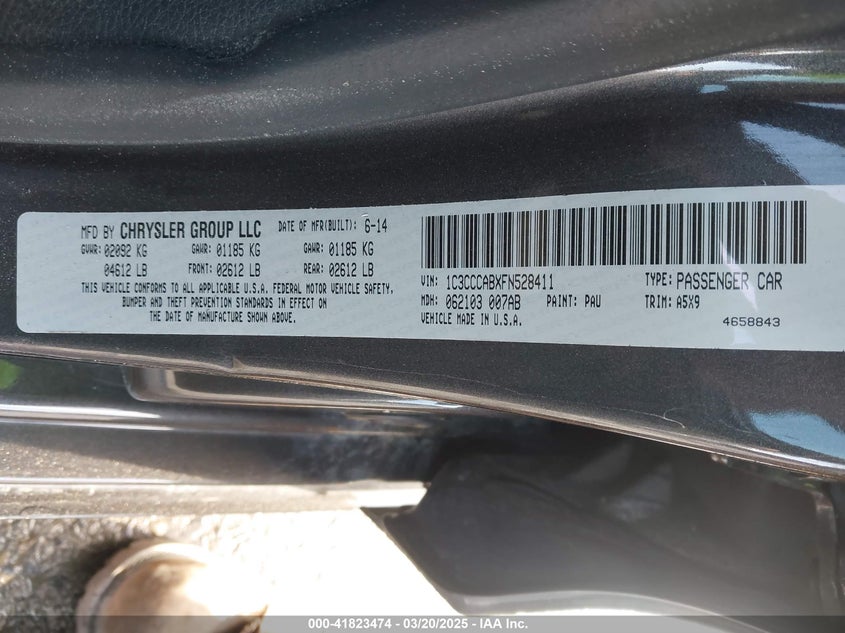 MFD BY CHRYSLER GROUP LLC DATE OF MFR(BUILT): 6-14
GVWR: 02092 KG GAWR: 01185 KG GAWR: 01185 KG
04612 LB FRONT: 02612 LB REAR: 02612 LB
THIS VEHICLE CONFORMS TO ALL APPLICABLE U.S.A. FEDERAL MOTOR VEHICLE SAFETY,
BUMPER AND THEFT PREVENTION STANDARDS IN EFFECT ON
THE DATE OF MANUFACTURE SHOWN ABOVE.
VIN: 1C3CCCABXFN528411 TYPE: PASSENGER CAR
MDH: 062103 007AB PAINT: PAU TRIM: A5X9
VEHICLE MADE IN U.S.A. 4658843
000-41823474 - 03/20/2025 - IAA Inc.